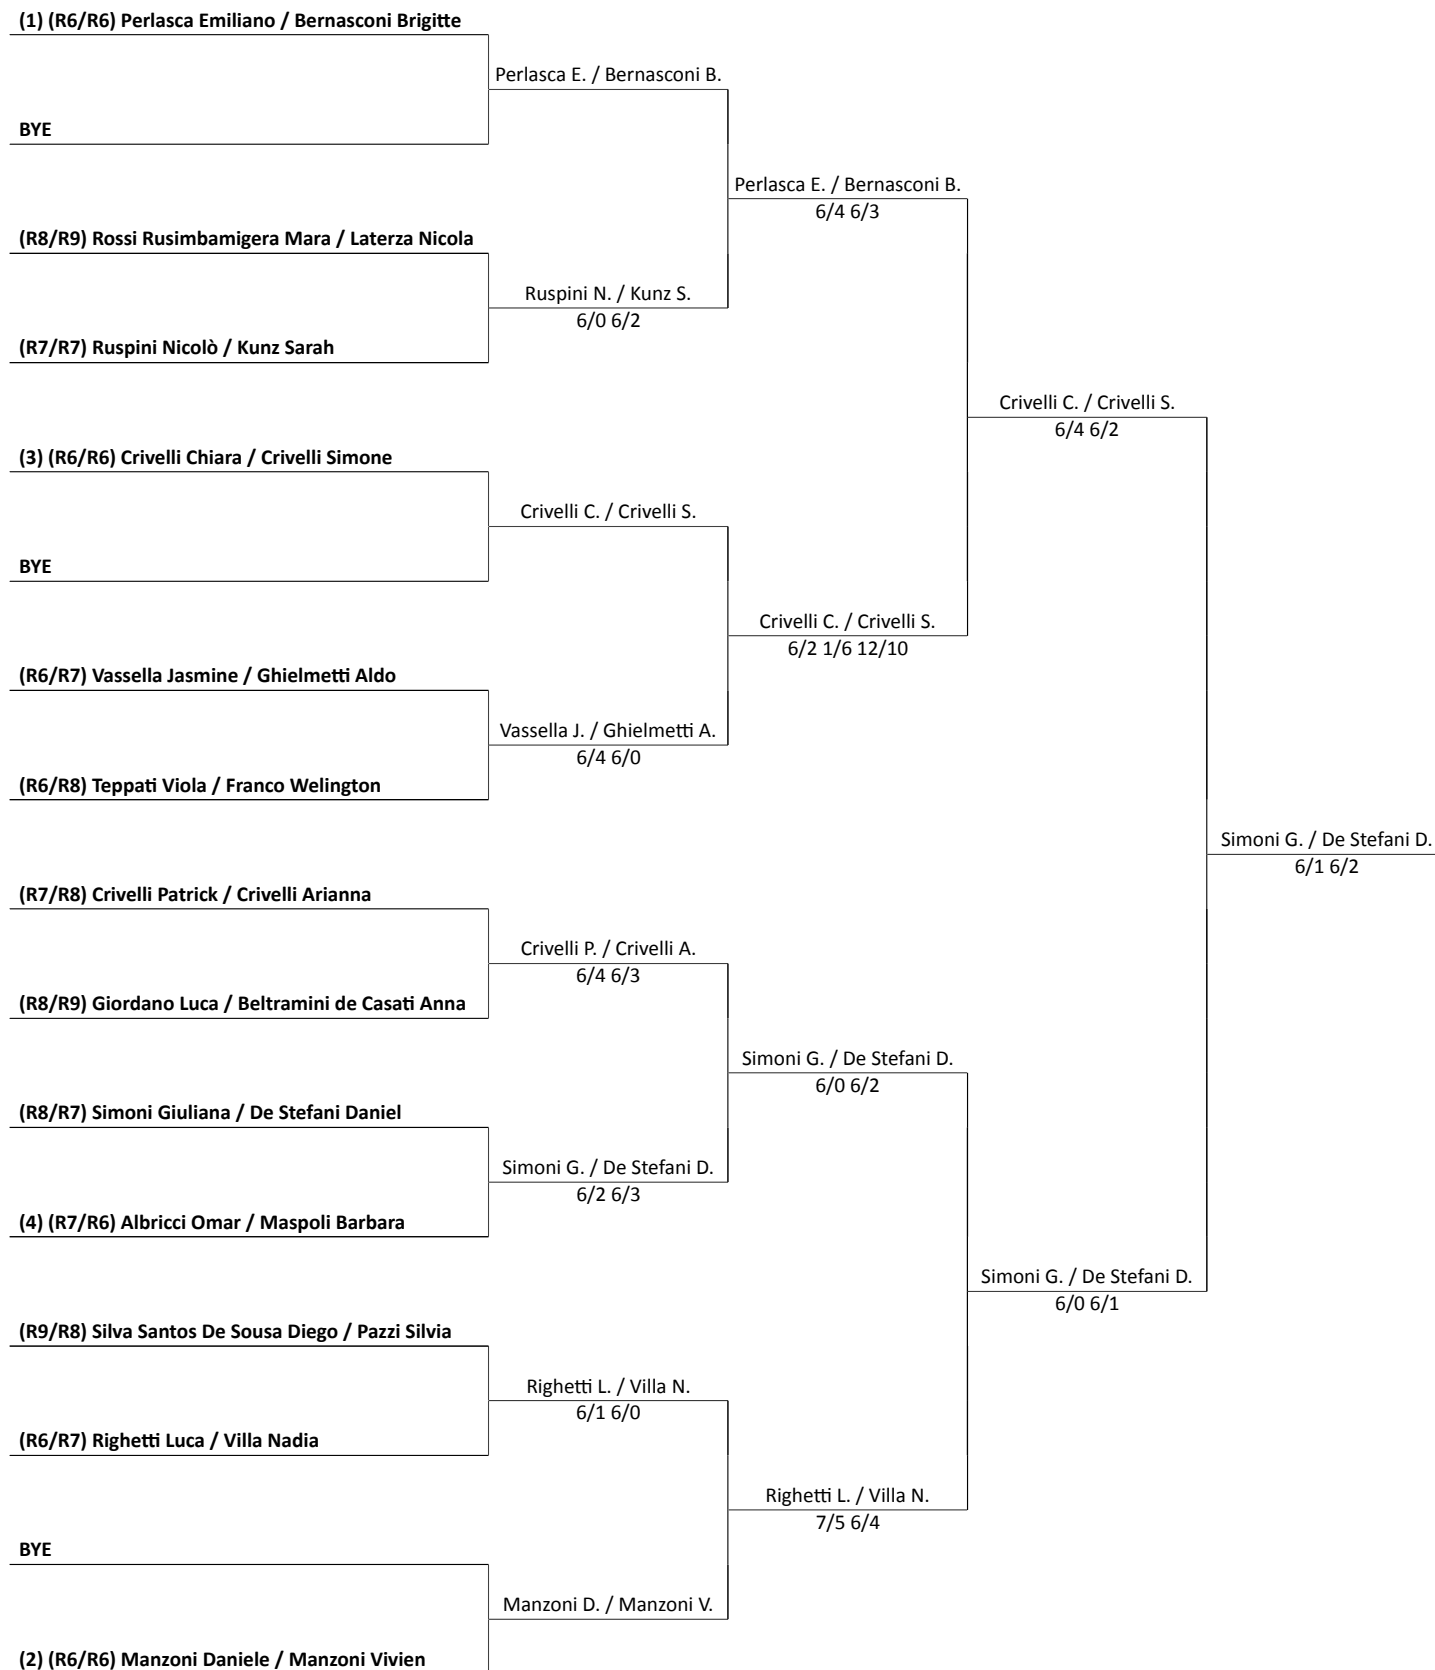 (1) (R6/R6) Perlasca Emiliano / Bernasconi Brigitte
Perlasca E. / Bernasconi B.
BYE
Perlasca E. / Bernasconi B.
6/4 6/3
(R8/R9) Rossi Rusimbamigera Mara / Laterza Nicola
Ruspini N. / Kunz S.
6/0 6/2
(R7/R7) Ruspini Nicolò / Kunz Sarah
Crivelli C. / Crivelli S.
6/4 6/2
(3) (R6/R6) Crivelli Chiara / Crivelli Simone
Crivelli C. / Crivelli S.
BYE
Crivelli C. / Crivelli S.
6/2 1/6 12/10
(R6/R7) Vassella Jasmine / Ghielmetti Aldo
Vassella J. / Ghielmetti A.
6/4 6/0
(R6/R8) Teppati Viola / Franco Welington
Simoni G. / De Stefani D.
6/1 6/2
(R7/R8) Crivelli Patrick / Crivelli Arianna
Crivelli P. / Crivelli A.
6/4 6/3
(R8/R9) Giordano Luca / Beltramini de Casati Anna
Simoni G. / De Stefani D.
6/0 6/2
(R8/R7) Simoni Giuliana / De Stefani Daniel
Simoni G. / De Stefani D.
6/2 6/3
(4) (R7/R6) Albricci Omar / Maspoli Barbara
Simoni G. / De Stefani D.
6/0 6/1
(R9/R8) Silva Santos De Sousa Diego / Pazzi Silvia
Righetti L. / Villa N.
6/1 6/0
(R6/R7) Righetti Luca / Villa Nadia
Righetti L. / Villa N.
7/5 6/4
BYE
Manzoni D. / Manzoni V.
(2) (R6/R6) Manzoni Daniele / Manzoni Vivien